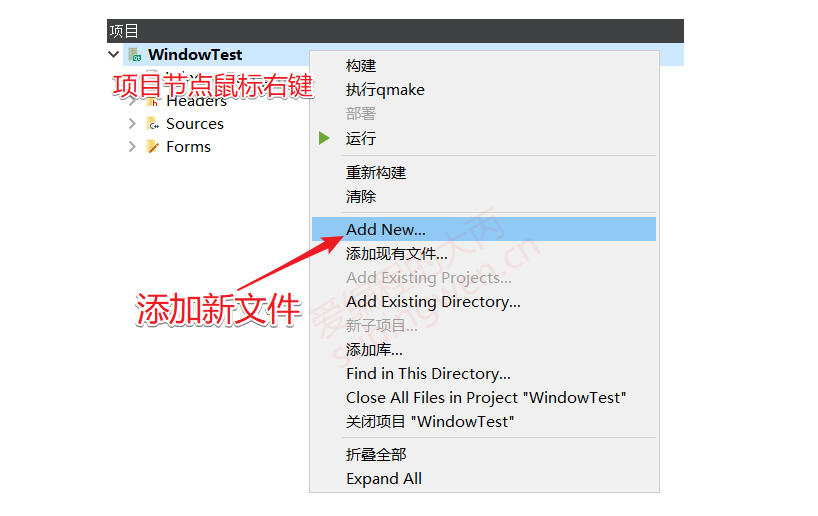 项目
WindowTest
项目节点鼠标右键
Headers
Sources
Forms
构建
执行qmake
部署
运行
重新构建
清除
Add New...
添加现有文件...
Add Existing Projects...
Add Existing Directory...
新子项目...
添加库...
Find in This Directory...
Close All Files in Project "WindowTest"
关闭项目 "WindowTest"
折叠全部
Expand All
添加新文件
爱编程的大丙
subingwen.cn